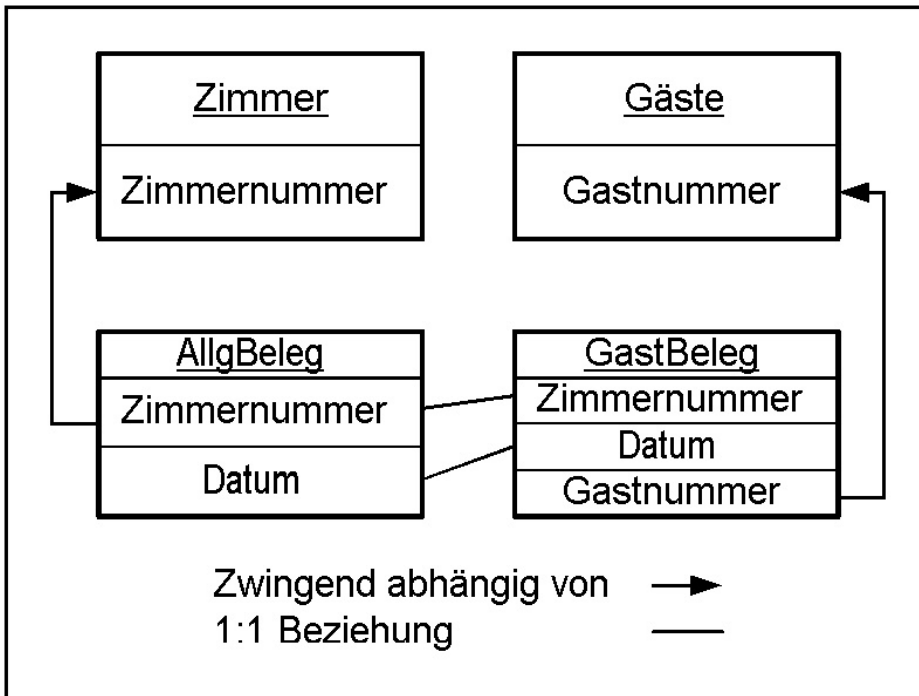 Zimmer
Zimmernummer
Gäste
Gastnummer
AllgBeleg
Zimmernummer
Datum
GastBeleg
Zimmernummer
Datum
Gastnummer
Zwingend abhängig von
1:1 Beziehung